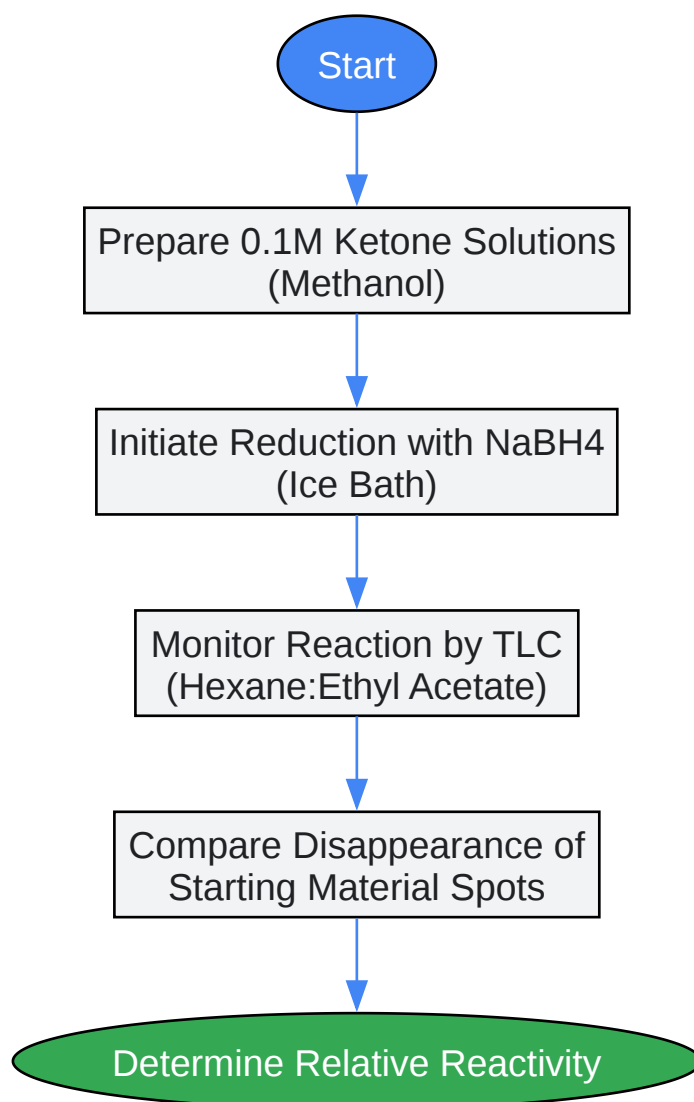 Start
Prepare 0.1M Ketone Solutions
(Methanol)
Initiate Reduction with NaBH4
(Ice Bath)
Monitor Reaction by TLC
(Hexane:Ethyl Acetate)
Compare Disappearance of
Starting Material Spots
Determine Relative Reactivity